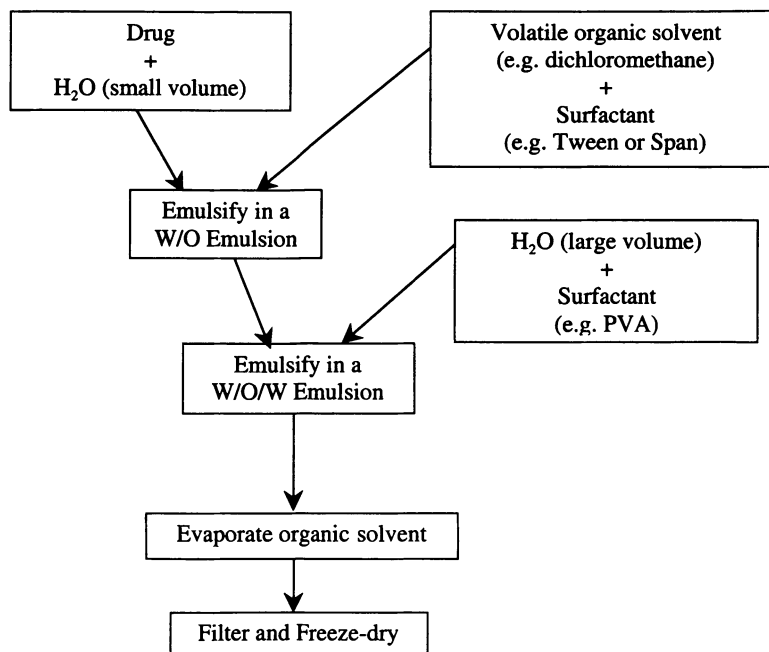 Drug
+
H₂O (small volume)
Volatile organic solvent
(e.g. dichloromethane)
+
Surfactant
(e.g. Tween or Span)
Emulsify in a
W/O Emulsion
H₂O (large volume)
+
Surfactant
(e.g. PVA)
Emulsify in a
W/O/W Emulsion
Evaporate organic solvent
Filter and Freeze-dry